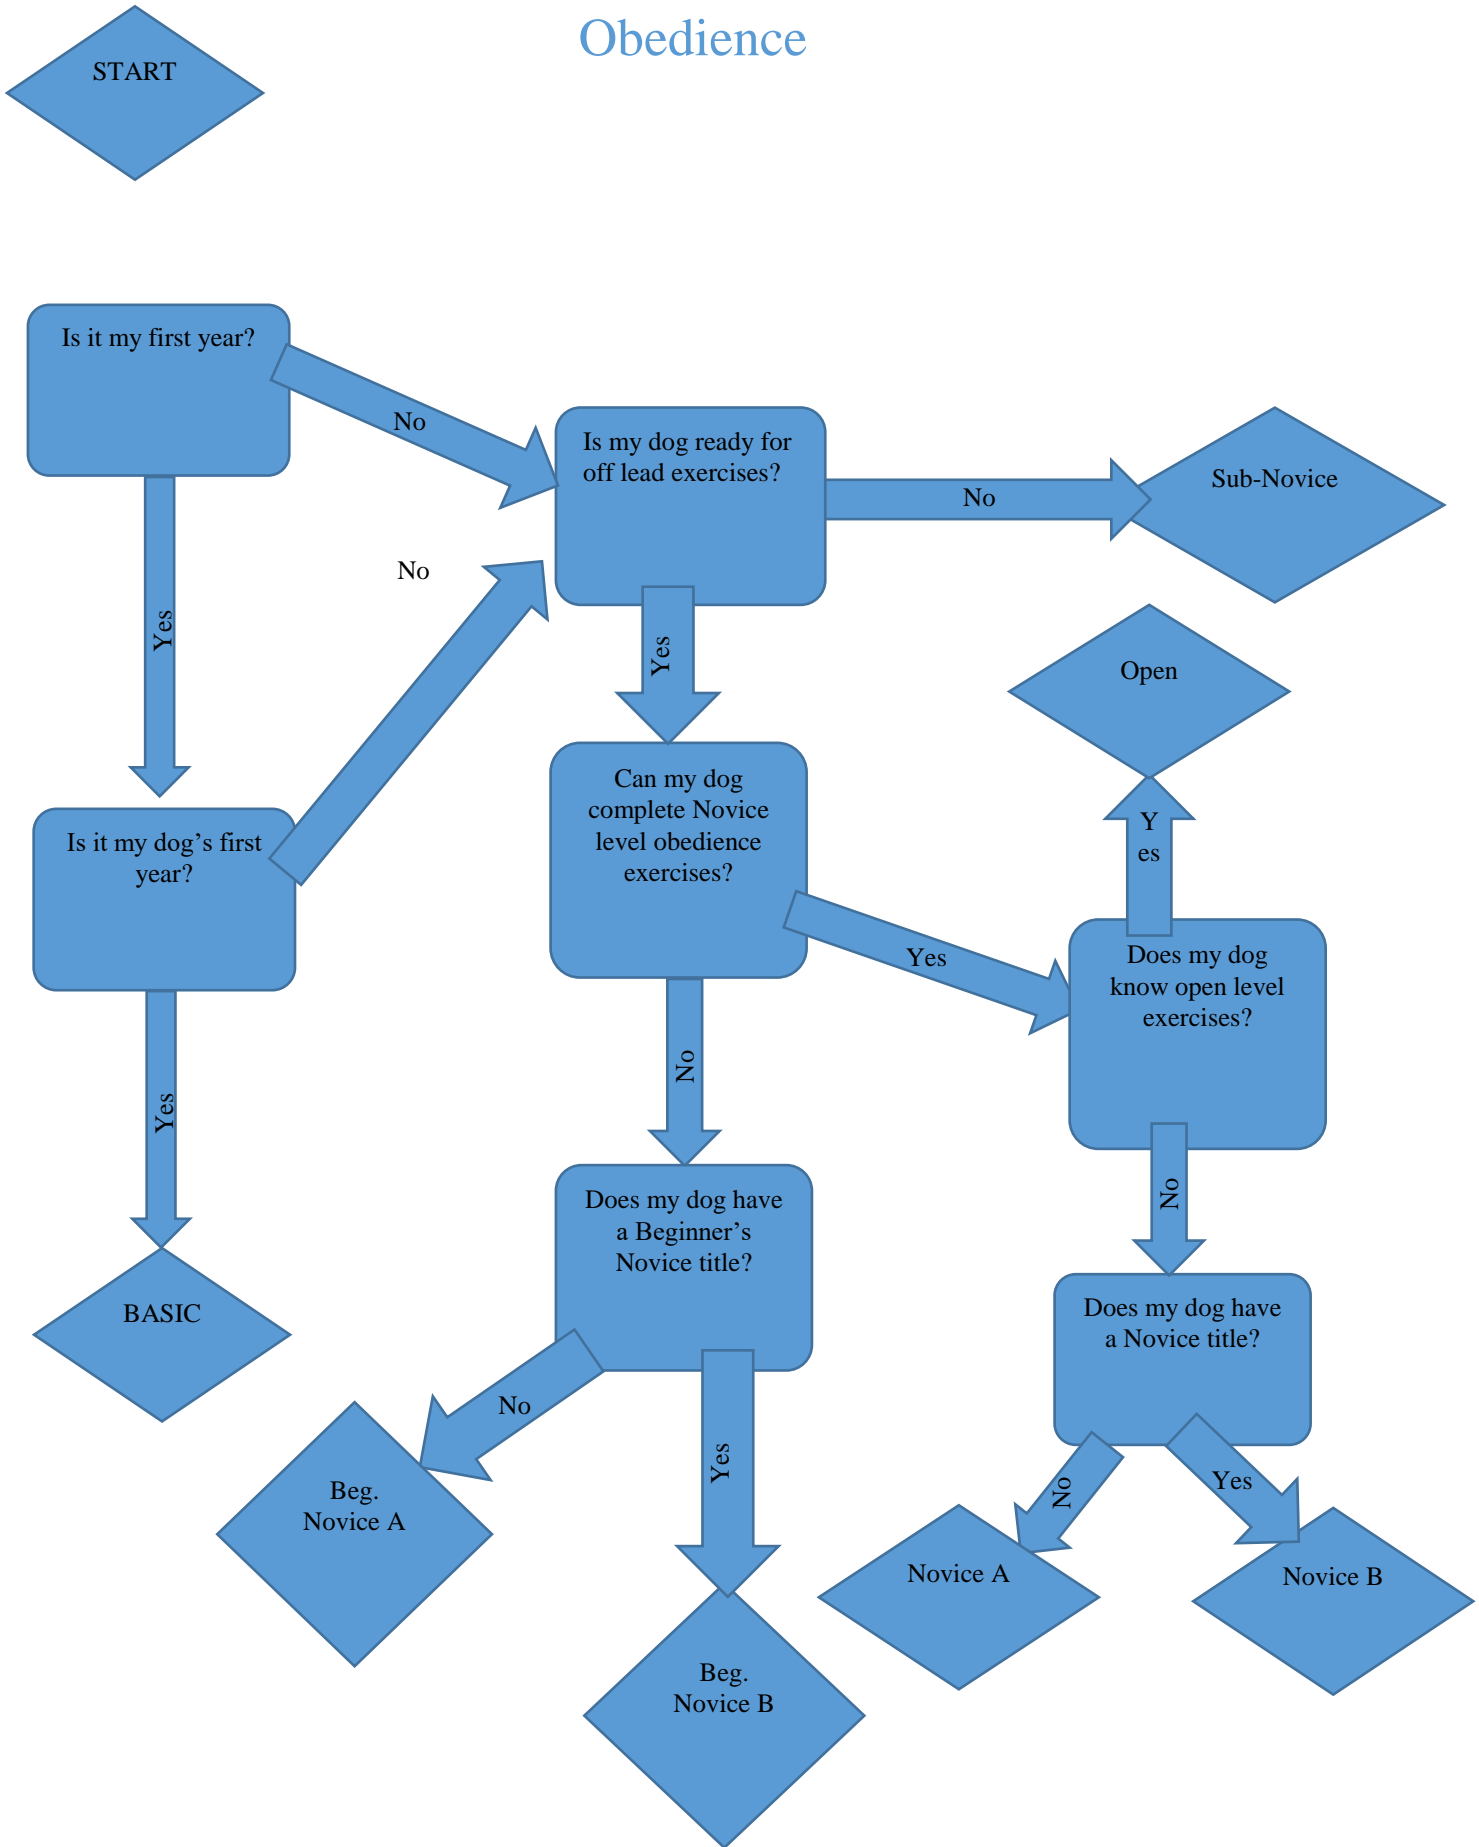 Obedience
START
Is it my first year?
No
Is my dog ready for
off lead exercises?
No
Sub-Novice
No
Yes
Yes
Open
Y
es
Can my dog
complete Novice
level obedience
exercises?
Is it my dog’s first
year?
Yes
Does my dog
know open level
exercises?
No
Yes
No
Does my dog have
a Beginner’s
Novice title?
BASIC
Does my dog have
a Novice title?
No
Yes
No
Yes
Beg.
Novice A
Novice A
Novice B
Beg.
Novice B